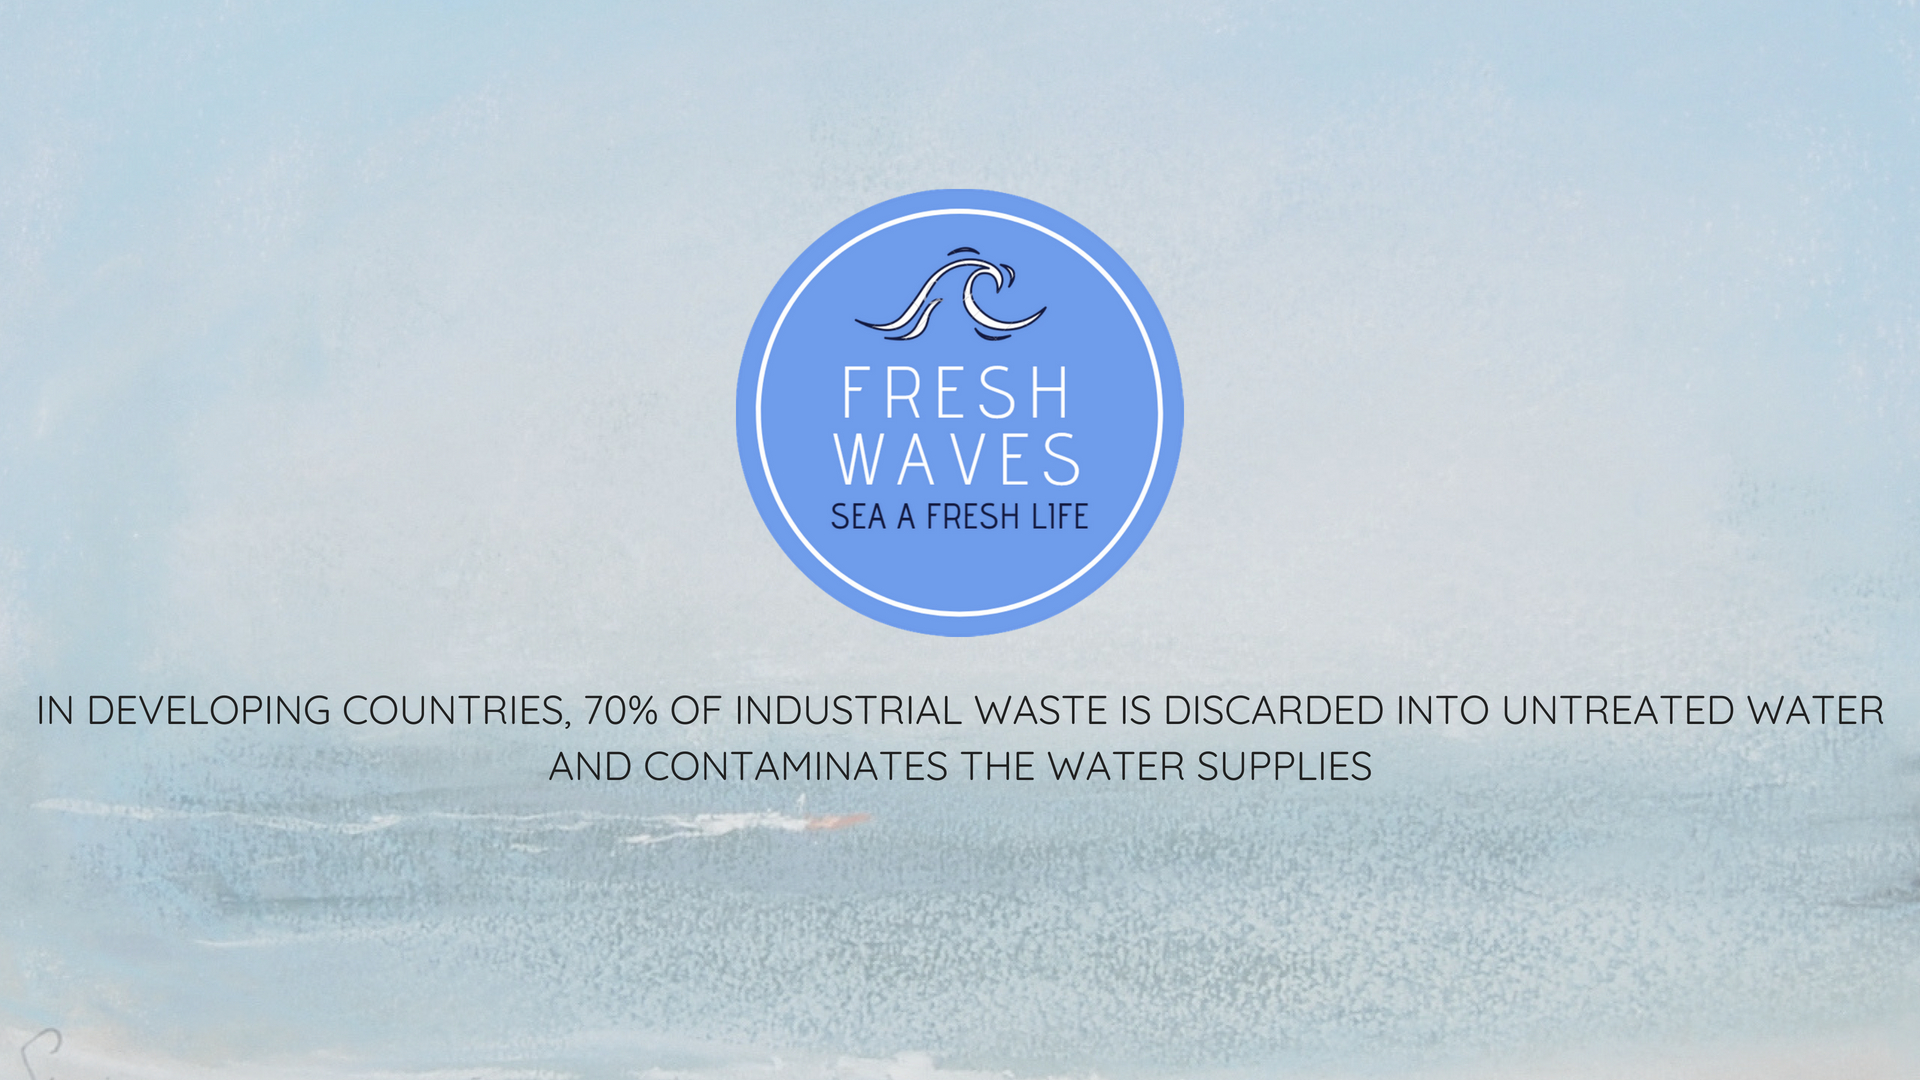 FRESH
WAVES
SEA A FRESH LIFE
IN DEVELOPING COUNTRIES, 70% OF INDUSTRIAL WASTE IS DISCARDED INTO UNTREATED WATER
AND CONTAMINATES THE WATER SUPPLIES